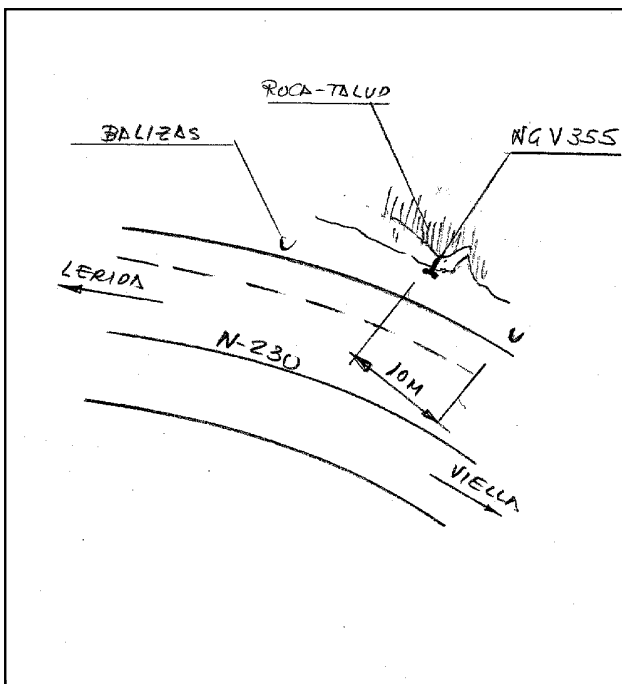 ROCA-TALUD
BALIZAS
NGV355
LERIDA
N-230
10M
VIELLA